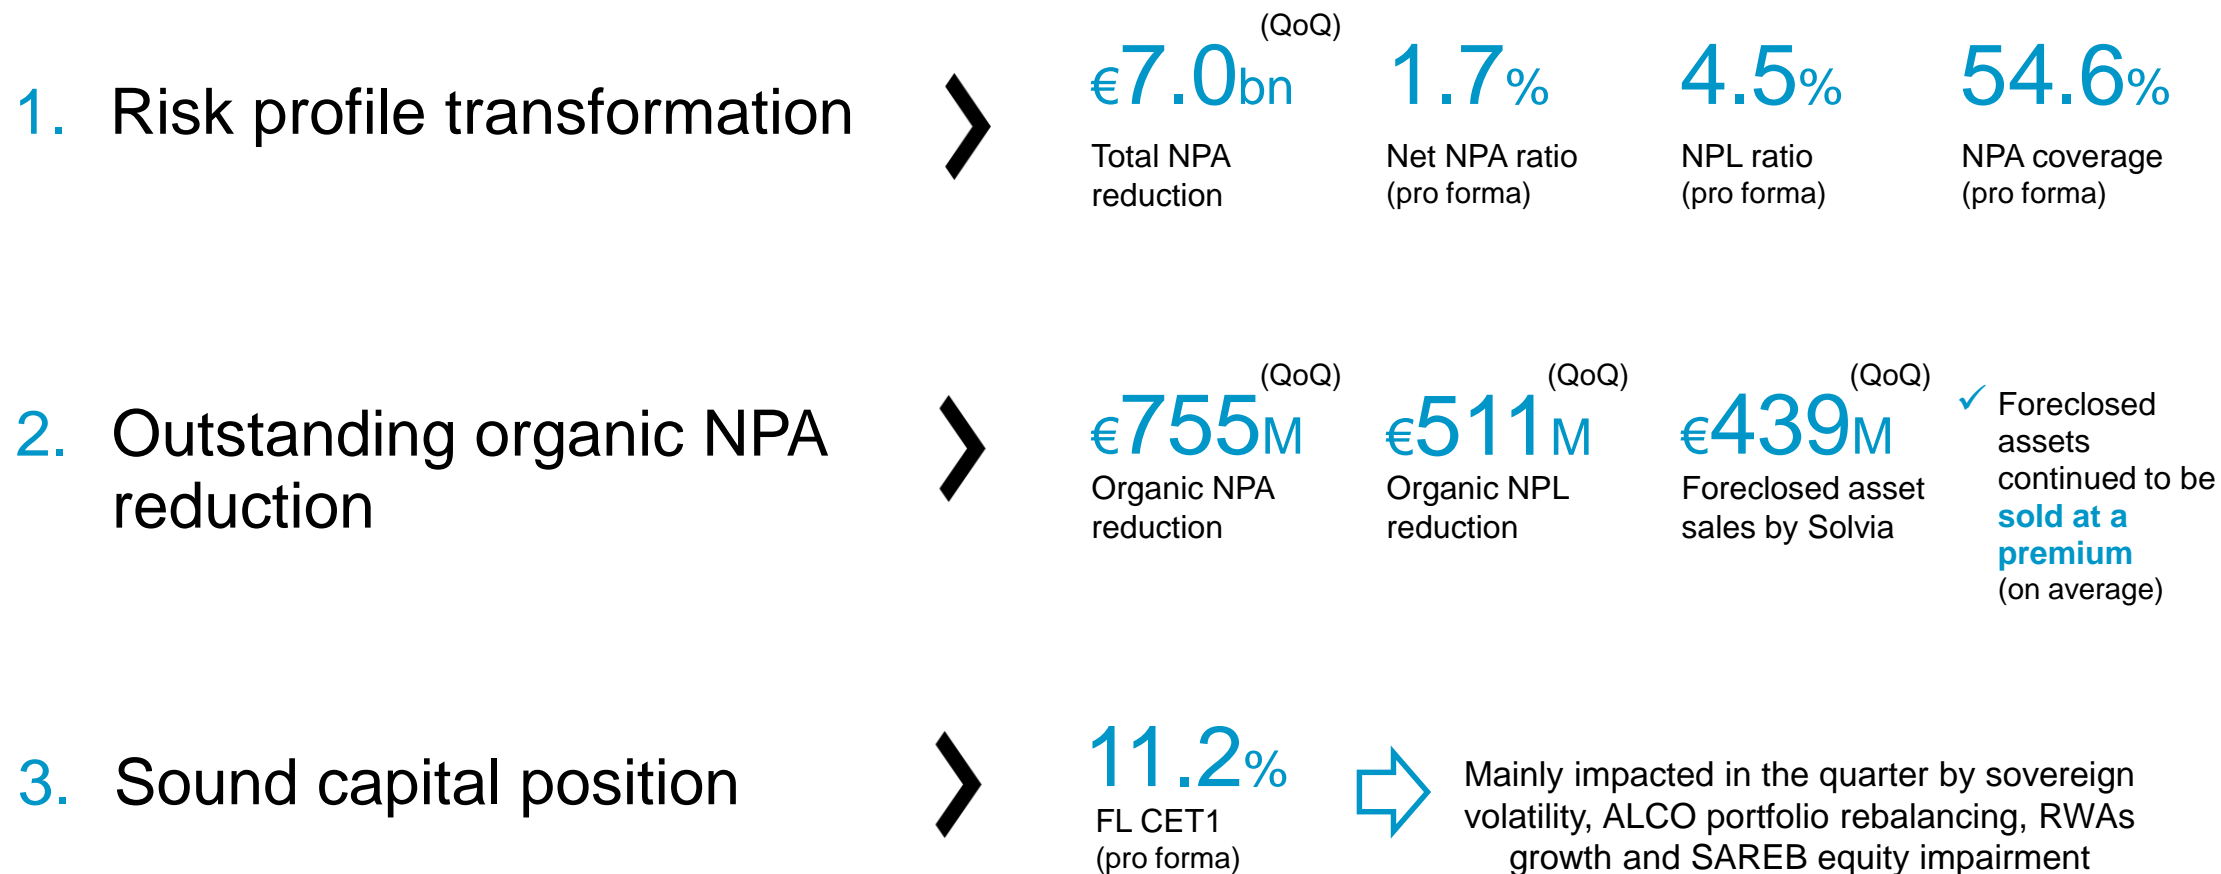 1. Risk profile transformation
(QoQ)
€7.0bn
Total NPA
reduction
1.7%
Net NPA ratio
(pro forma)
4.5%
NPL ratio
(pro forma)
54.6%
NPA coverage
(pro forma)
2. Outstanding organic NPA
reduction
(QoQ)
€755M
Organic NPA
reduction
(QoQ)
€511M
Organic NPL
reduction
(QoQ)
€439M
Foreclosed asset
sales by Solvia
✓ Foreclosed
assets
continued to be
sold at a
premium
(on average)
3. Sound capital position
11.2%
FL CET1
(pro forma)
Mainly impacted in the quarter by sovereign
volatility, ALCO portfolio rebalancing, RWAs
growth and SAREB equity impairment